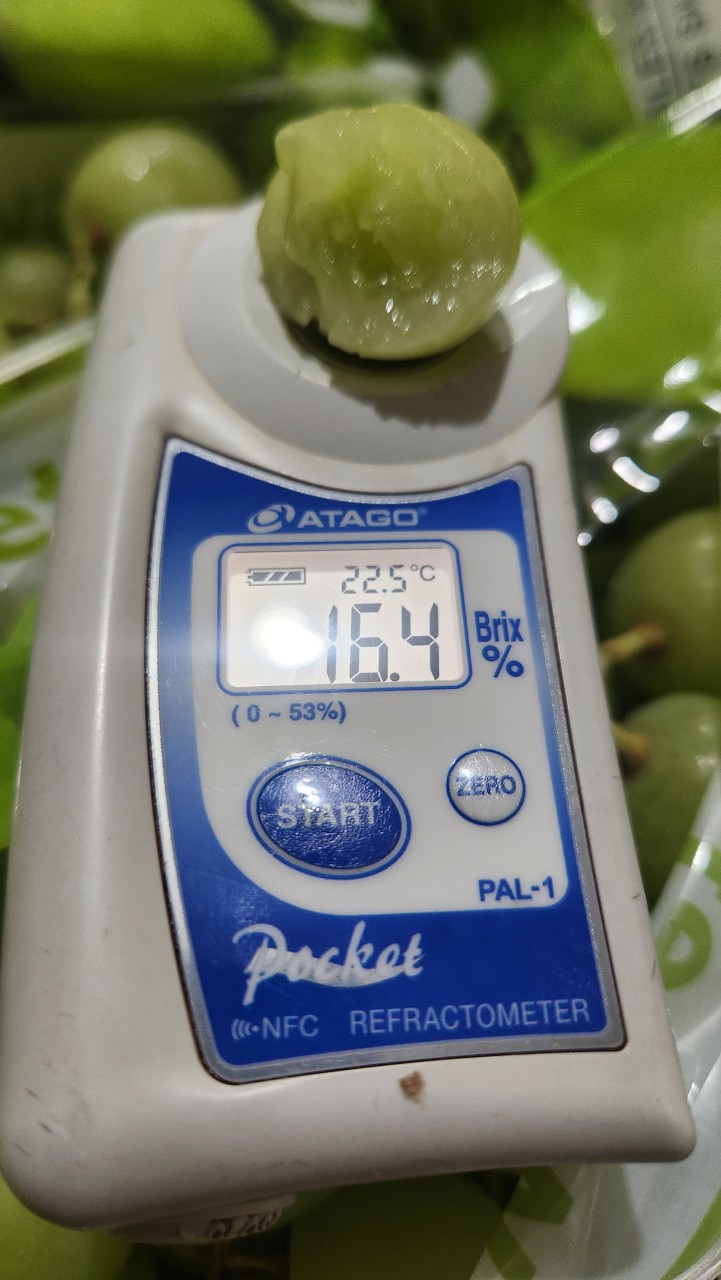 ATAGO®
22.5°C
16.4
Brix
%
(0 ~ 53%)
START
ZERO
PAL-1
Pocket
NFC REFRACTOMETER